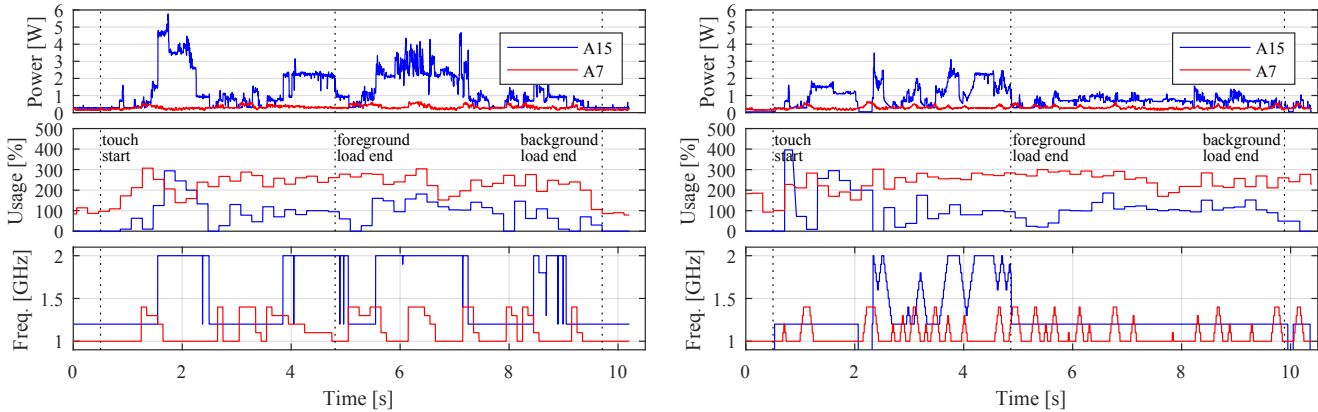 6
5
4
3
2
1
0
Power [W]
A15
A7
500
400
300
200
100
0
Usage [%]
touch
start
foreground
load end
background
load end
2
1.5
1
Freq. [GHz]
0 2 4 6 8 10
Time [s]
6
5
4
3
2
1
0
Power [W]
A15
A7
500
400
300
200
100
0
Usage [%]
touch
start
foreground
load end
background
load end
2
1.5
1
Freq. [GHz]
0 2 4 6 8 10
Time [s]